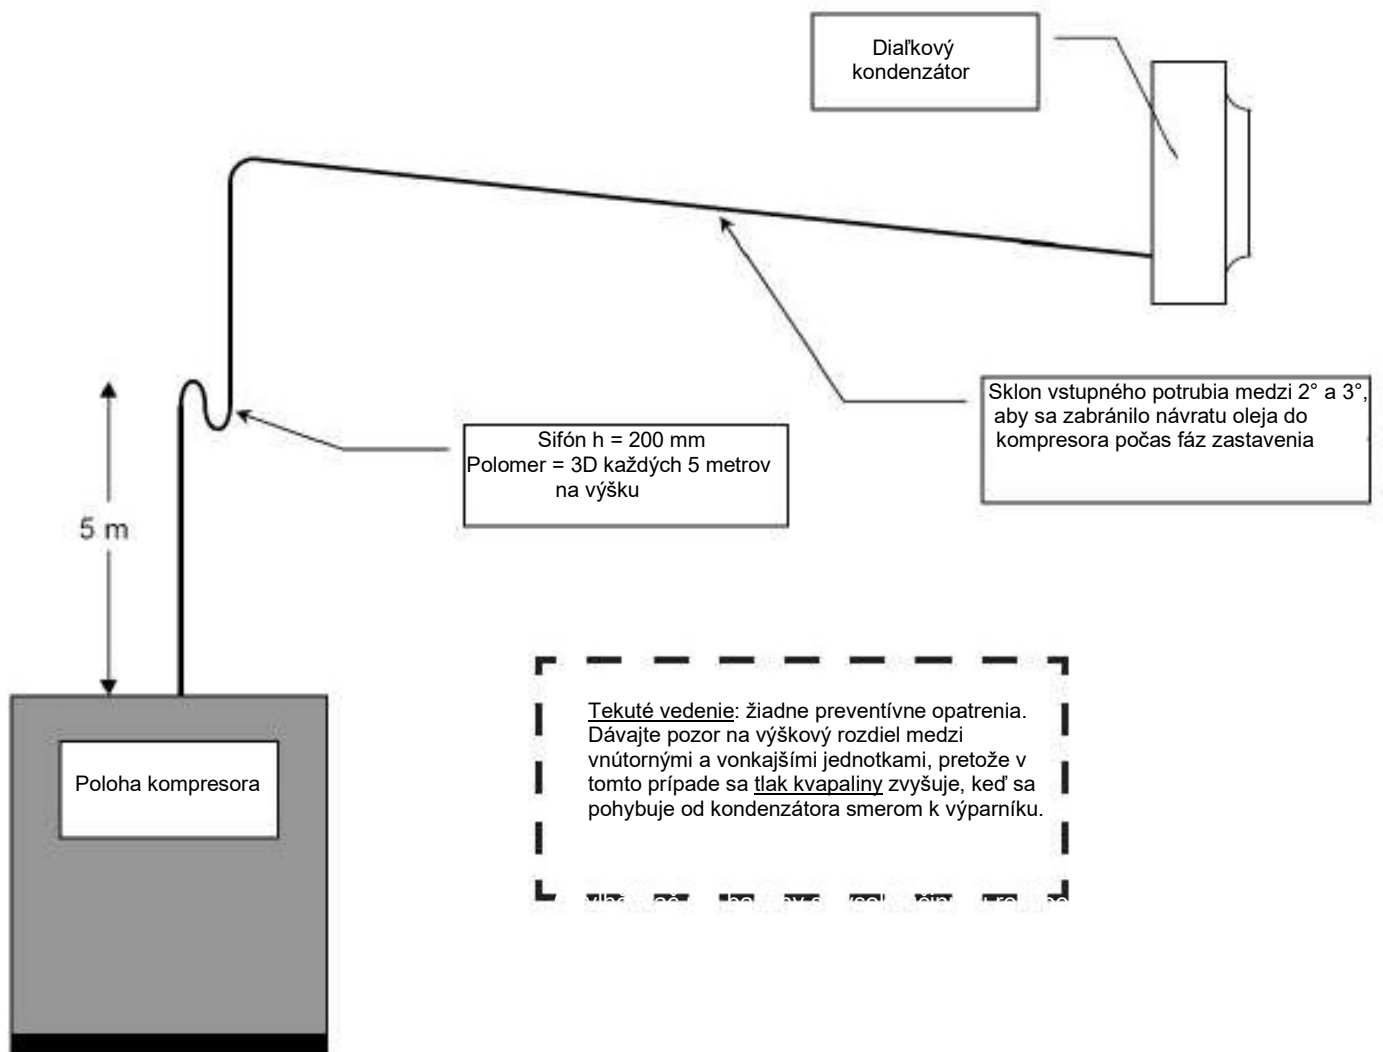 Diaľkový
kondenzátor
Sklon vstupného potrubia medzi 2° a 3°,
aby sa zabránilo návratu oleja do
kompresora počas fáz zastavenia
Sifón h = 200 mm
Polomer = 3D každých 5 metrov
na výšku
5 m
Tekuté vedenie: žiadne preventívne opatrenia.
Dávajte pozor na výškový rozdiel medzi
vnútornými a vonkajšími jednotkami, pretože v
tomto prípade sa tlak kvapaliny zvyšuje, keď sa
pohybuje od kondenzátora smerom k výparníku.
Poloha kompresora